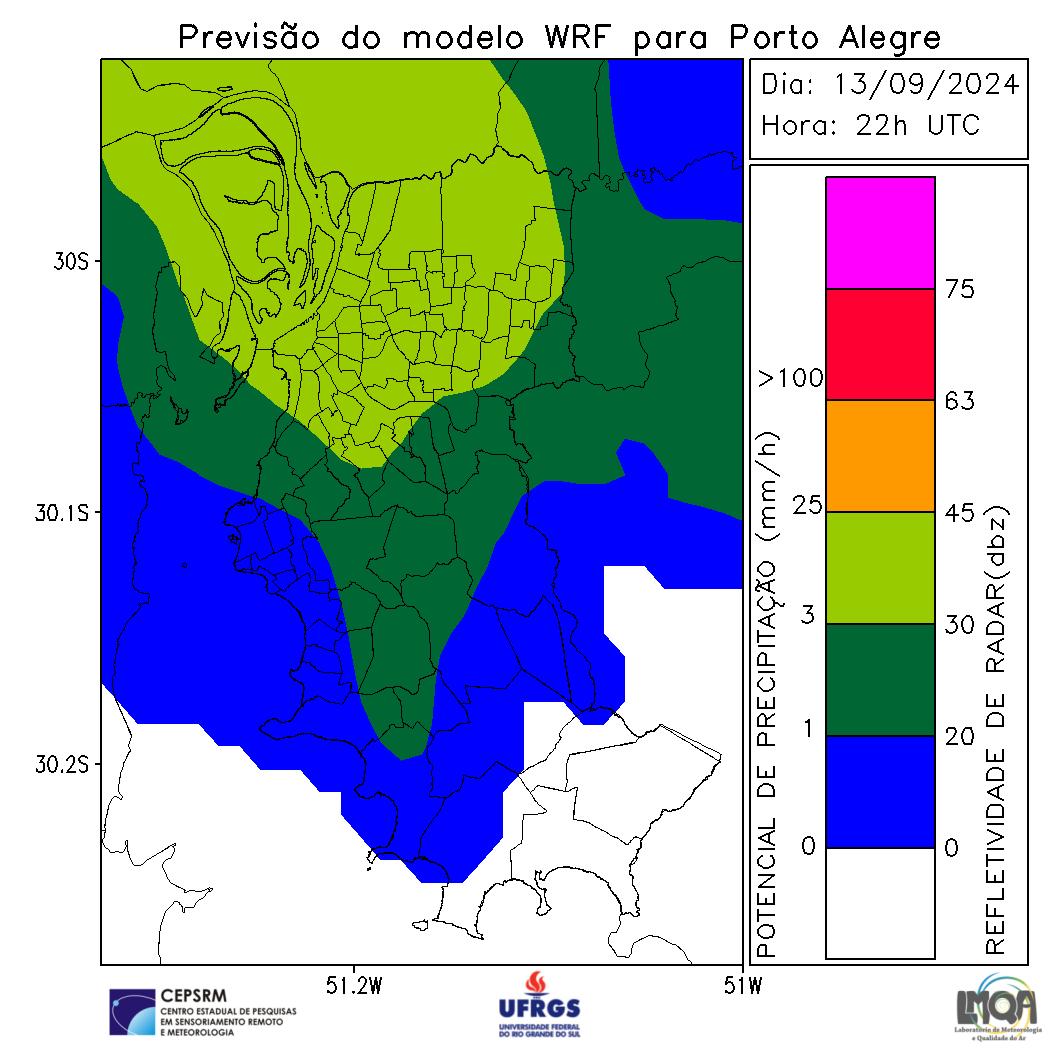 Previsão do modelo WRF para Porto Alegre
Dia: 13/09/2024
Hora: 22h UTC
30S
30.1S
30.2S
51.2W
51W
POTENCIAL DE PRECIPITAÇÃO (mm/h)
>100
25
3
1
0
75
63
45
30
20
0
REFLETIVIDADE DE RADAR(dbz)
CEPSRM
CENTRO ESTADUAL DE PESQUISAS
EM SENSORIAMENTO REMOTO
E METEOROLOGIA
UFRGS
UNIVERSIDADE FEDERAL
DO RIO GRANDE DO SUL
LMQA
Laboratório de Meteorologia
e Qualidade do Ar